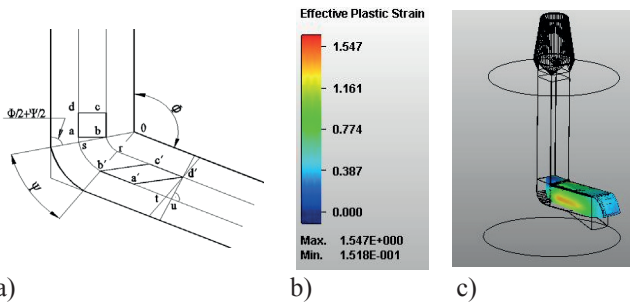 Effective Plastic Strain
1.547
1.161
0.774
0.387
0.000
Max. 1.547E+000
Min. 1.518E-001
d c
Φ/2+Ψ/2
a b 0 Ø
s r
b' c'
a' d'
Ψ
t u
a) b) c)